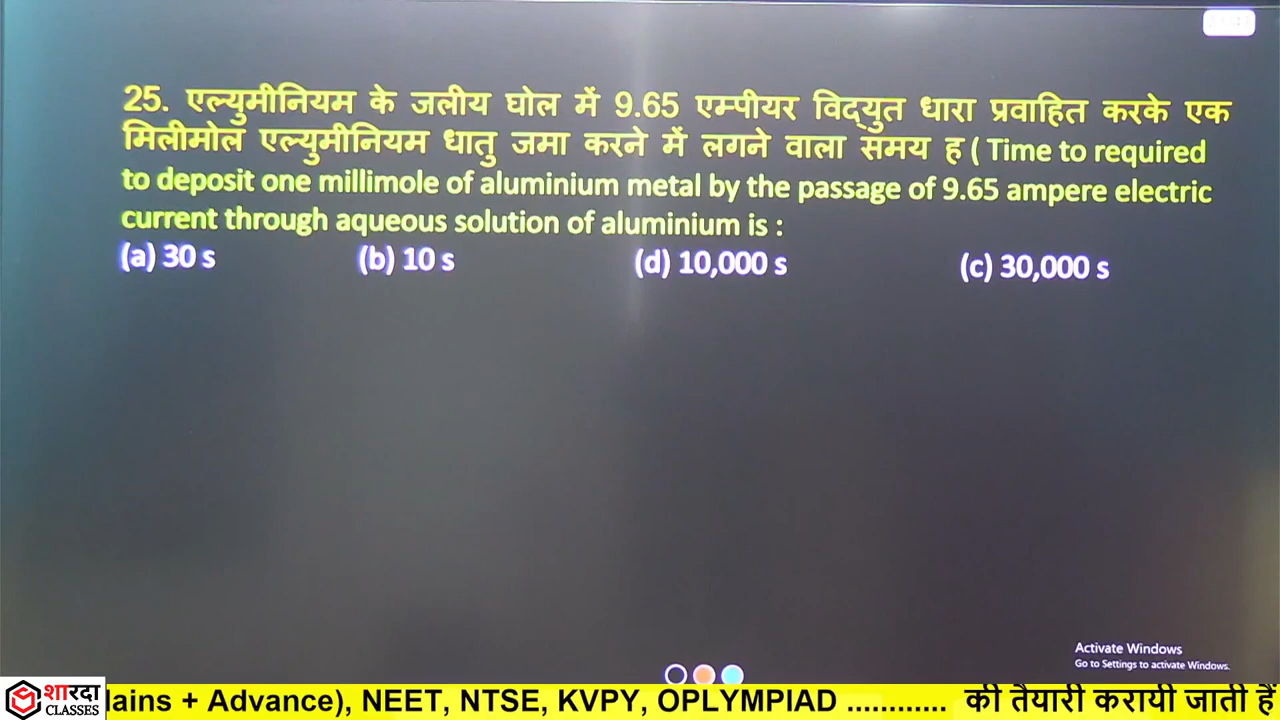 25. एल्युमीनियम के जलीय घोल में 9.65 एम्पीयर विद्युत धारा प्रवाहित करके एक
मिलीमोल एल्युमीनियम धातु जमा करने में लगने वाला समय ह ( Time to required
to deposit one millimole of aluminium metal by the passage of 9.65 ampere electric
current through aqueous solution of aluminium is :
(a) 30 s (b) 10 s (d) 10,000 s (c) 30,000 s
Activate Windows
Go to Settings to activate Windows.
शारदा
CLASSES
lains + Advance), NEET, NTSE, KVPY, OPLYMPIAD ............ की तैयारी करायी जाती हैं